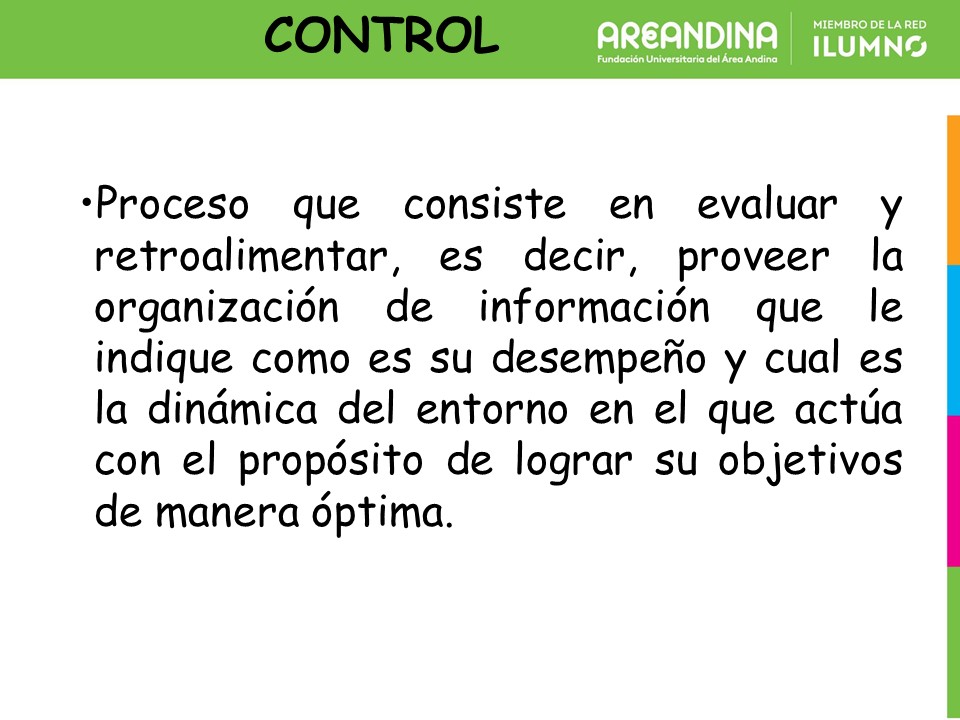 CONTROL
AREANDINA
Fundación Universitaria del Área Andina
MIEMBRO DE LA RED
ILUMNO
•Proceso que consiste en evaluar y
retroalimentar, es decir, proveer la
organización de información que le
indique como es su desempeño y cual es
la dinámica del entorno en el que actúa
con el propósito de lograr su objetivos
de manera óptima.